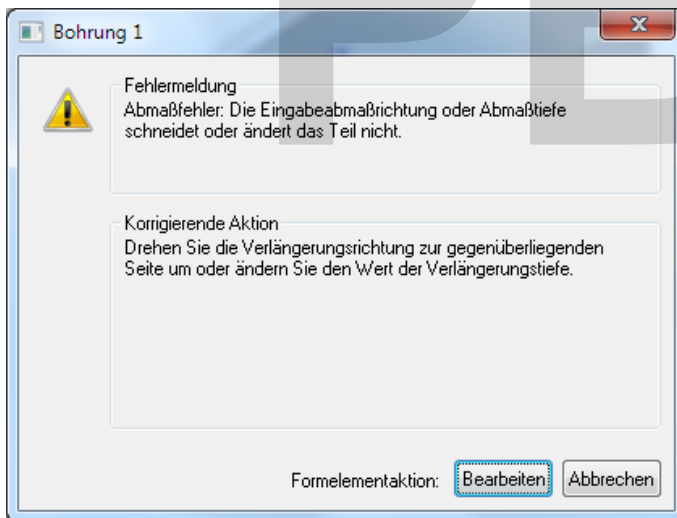 Bohrung 1
Fehlermeldung
Abmaßfehler: Die Eingabeabmaßrichtung oder Abmaßtiefe
schneidet oder ändert das Teil nicht.
Korrigierende Aktion
Drehen Sie die Verlängerungsrichtung zur gegenüberliegenden
Seite um oder ändern Sie den Wert der Verlängerungstiefe.
Formelementaktion: Bearbeiten Abbrechen